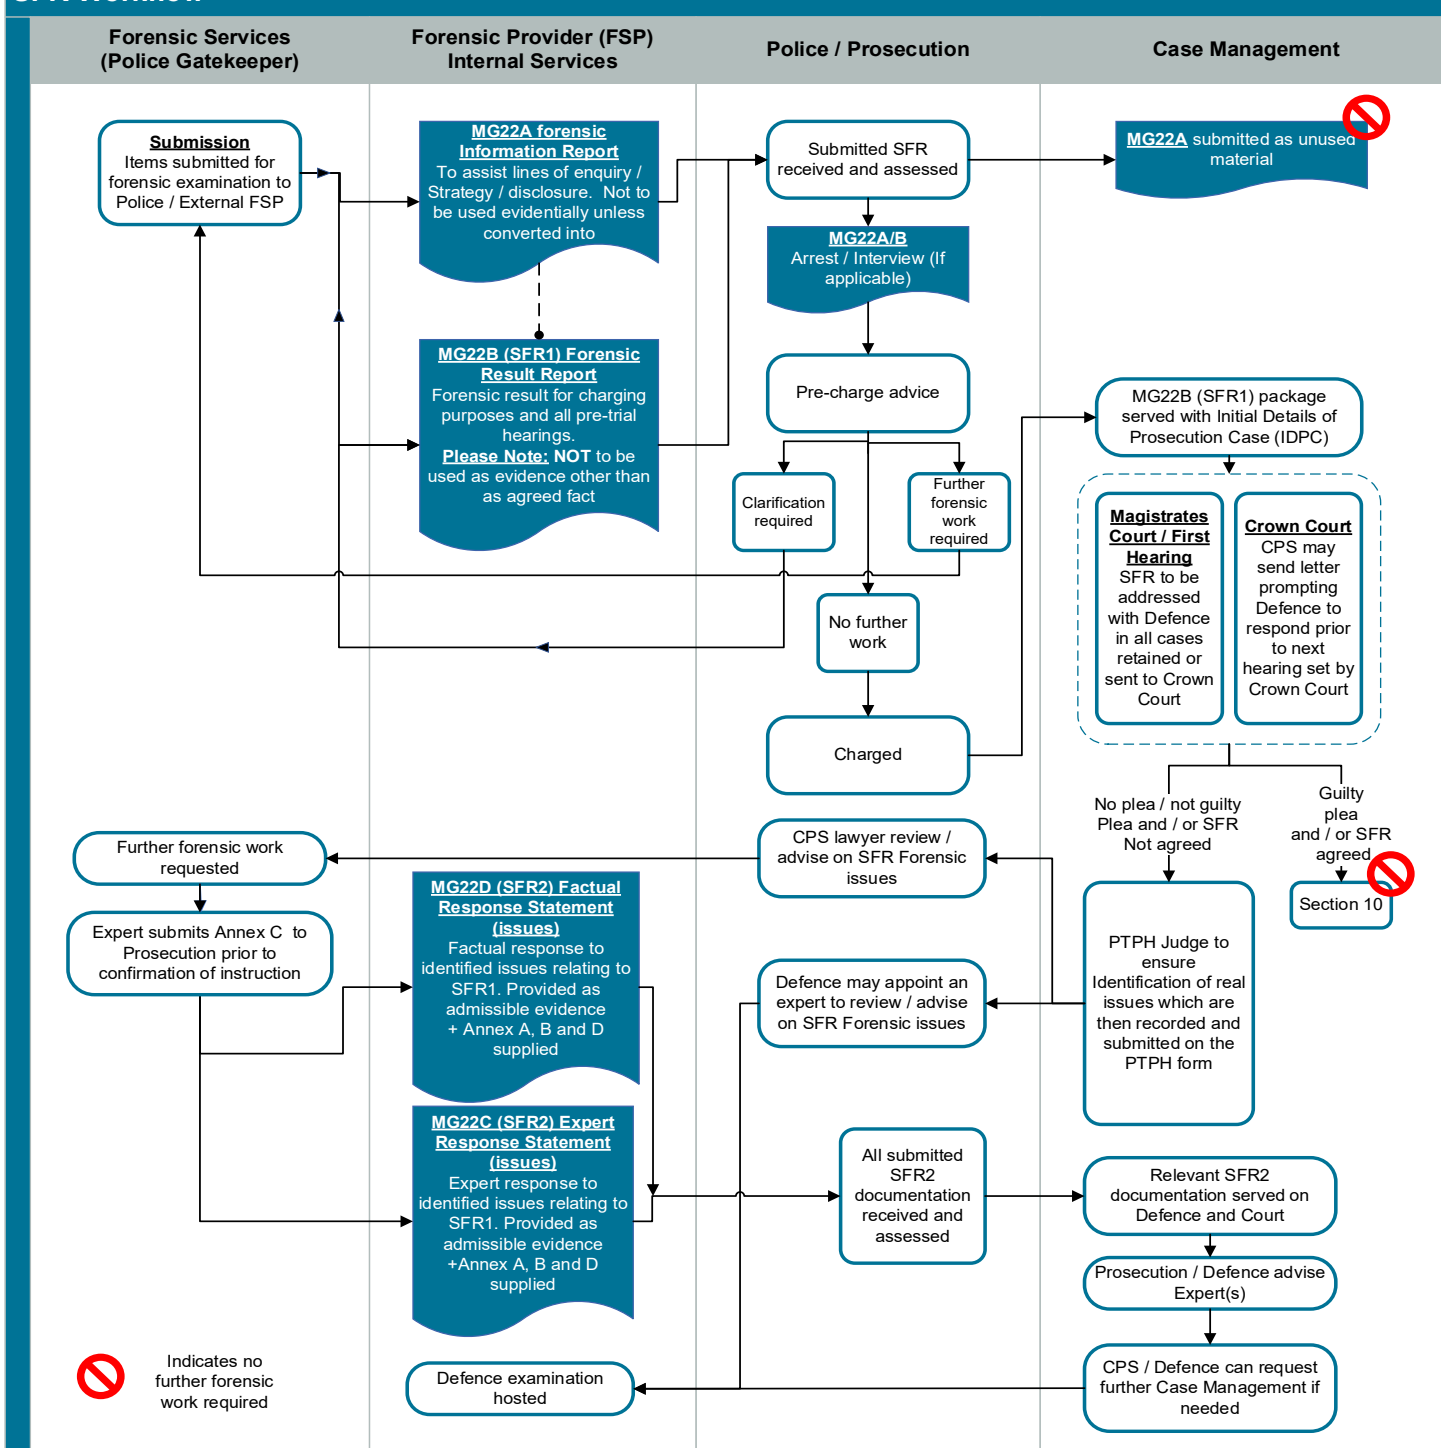 Forensic Services
(Police Gatekeeper)
Forensic Provider (FSP)
Internal Services
Police / Prosecution
Case Management
Submission
Items submitted for
forensic examination to
Police / External FSP
MG22A forensic
Information Report
To assist lines of enquiry /
Strategy / disclosure.  Not to
be used evidentially unless
converted into
Submitted SFR
received and assessed
MG22A submitted as unused
material
MG22A/B
Arrest / Interview (If
applicable)
MG22B (SFR1) Forensic
Result Report
Forensic result for charging
purposes and all pre-trial
hearings.
Please Note: NOT to be
used as evidence other than
as agreed fact
Pre-charge advice
MG22B (SFR1) package
served with Initial Details of
Prosecution Case (IDPC)
Clarification
required
Further
forensic
work
required
Magistrates
Court / First
Hearing
SFR to be
addressed
with Defence
in all cases
retained or
sent to Crown
Court
Crown Court
CPS may
send letter
prompting
Defence to
respond prior
to next
hearing set by
Crown Court
No further
work
Charged
No plea / not guilty
Plea and / or SFR
Not agreed
Guilty
plea
and / or SFR
agreed
Further forensic work
requested
CPS lawyer review /
advise on SFR Forensic
issues
Section 10
MG22D (SFR2) Factual
Response Statement
(issues)
Factual response to
identified issues relating to
SFR1. Provided as
admissible evidence
+ Annex A, B and D
supplied
Expert submits Annex C  to
Prosecution prior to
confirmation of instruction
PTPH Judge to
ensure
Identification of real
issues which are
then recorded and
submitted on the
PTPH form
Defence may appoint an
expert to review / advise
on SFR Forensic issues
MG22C (SFR2) Expert
Response Statement
(issues)
Expert response to
identified issues relating to
SFR1. Provided as
admissible evidence
+Annex A, B and D
supplied
All submitted
SFR2
documentation
received and
assessed
Relevant SFR2
documentation served on
Defence and Court
Prosecution / Defence advise
Expert(s)
Indicates no
further forensic
work required
Defence examination
hosted
CPS / Defence can request
further Case Management if
needed